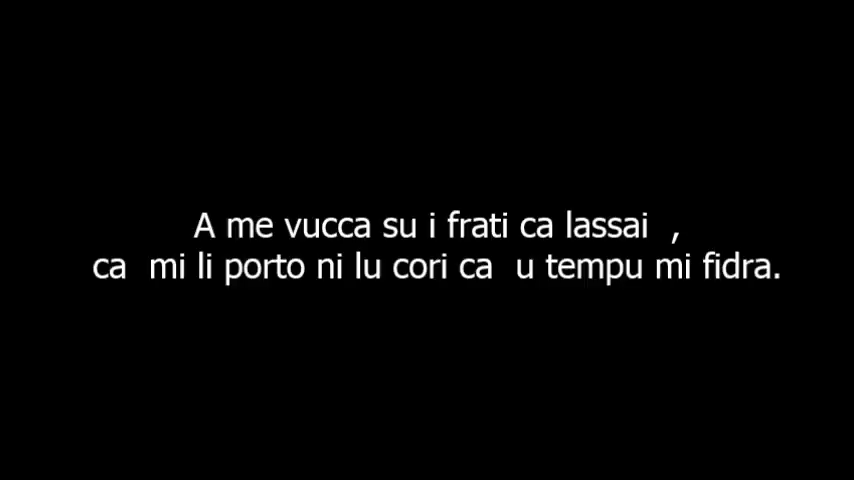 A me vucca su i frati ca lassai  ,
ca  mi li porto ni lu cori ca  u tempu mi fidra.